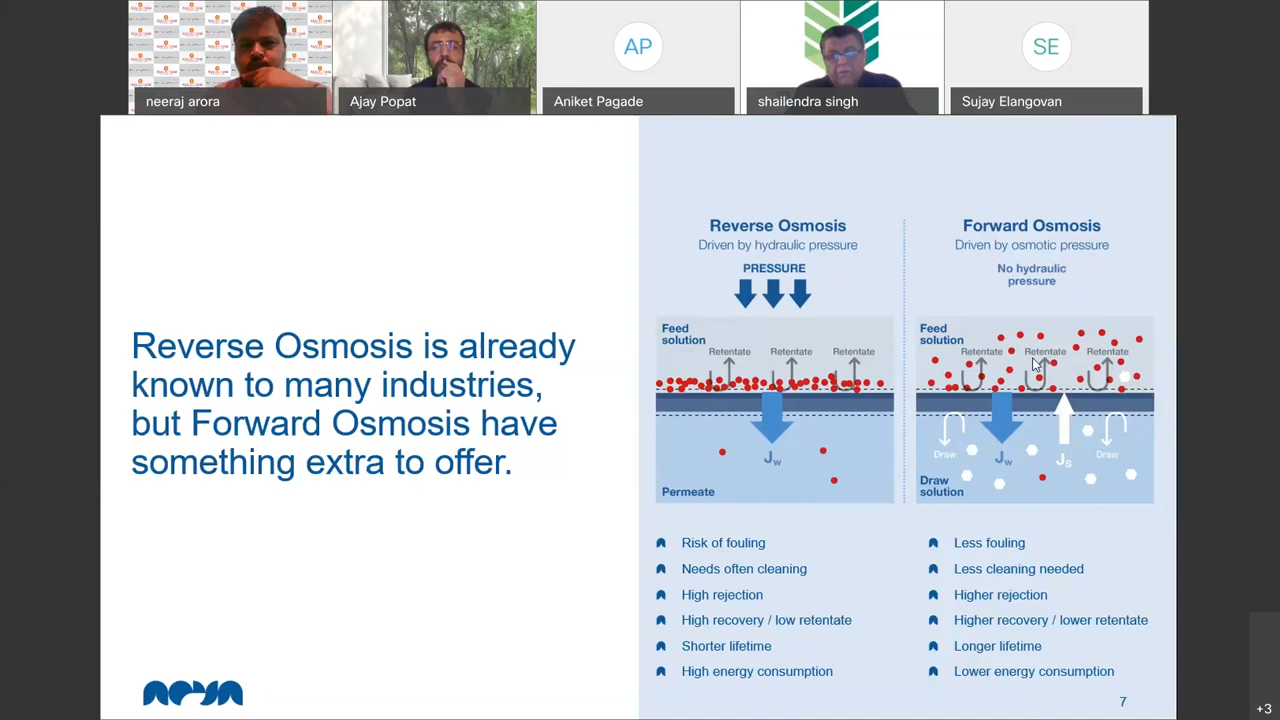 AP
SE
neeraj arora
Ajay Popat
Aniket Pagade
shailendra singh
Sujay Elangovan
Reverse Osmosis is already
known to many industries,
but Forward Osmosis have
something extra to offer.
Reverse Osmosis
Driven by hydraulic pressure
PRESSURE
Feed
solution
Retentate
Retentate
Retentate
Jw
Permeate
Forward Osmosis
Driven by osmotic pressure
No hydraulic
pressure
Feed
solution
Retentate
Retentate
Retentate
Draw
Jw
JS
Draw
Draw
solution
Risk of fouling
Needs often cleaning
High rejection
High recovery / low retentate
Shorter lifetime
High energy consumption
Less fouling
Less cleaning needed
Higher rejection
Higher recovery / lower retentate
Longer lifetime
Lower energy consumption
7
+3